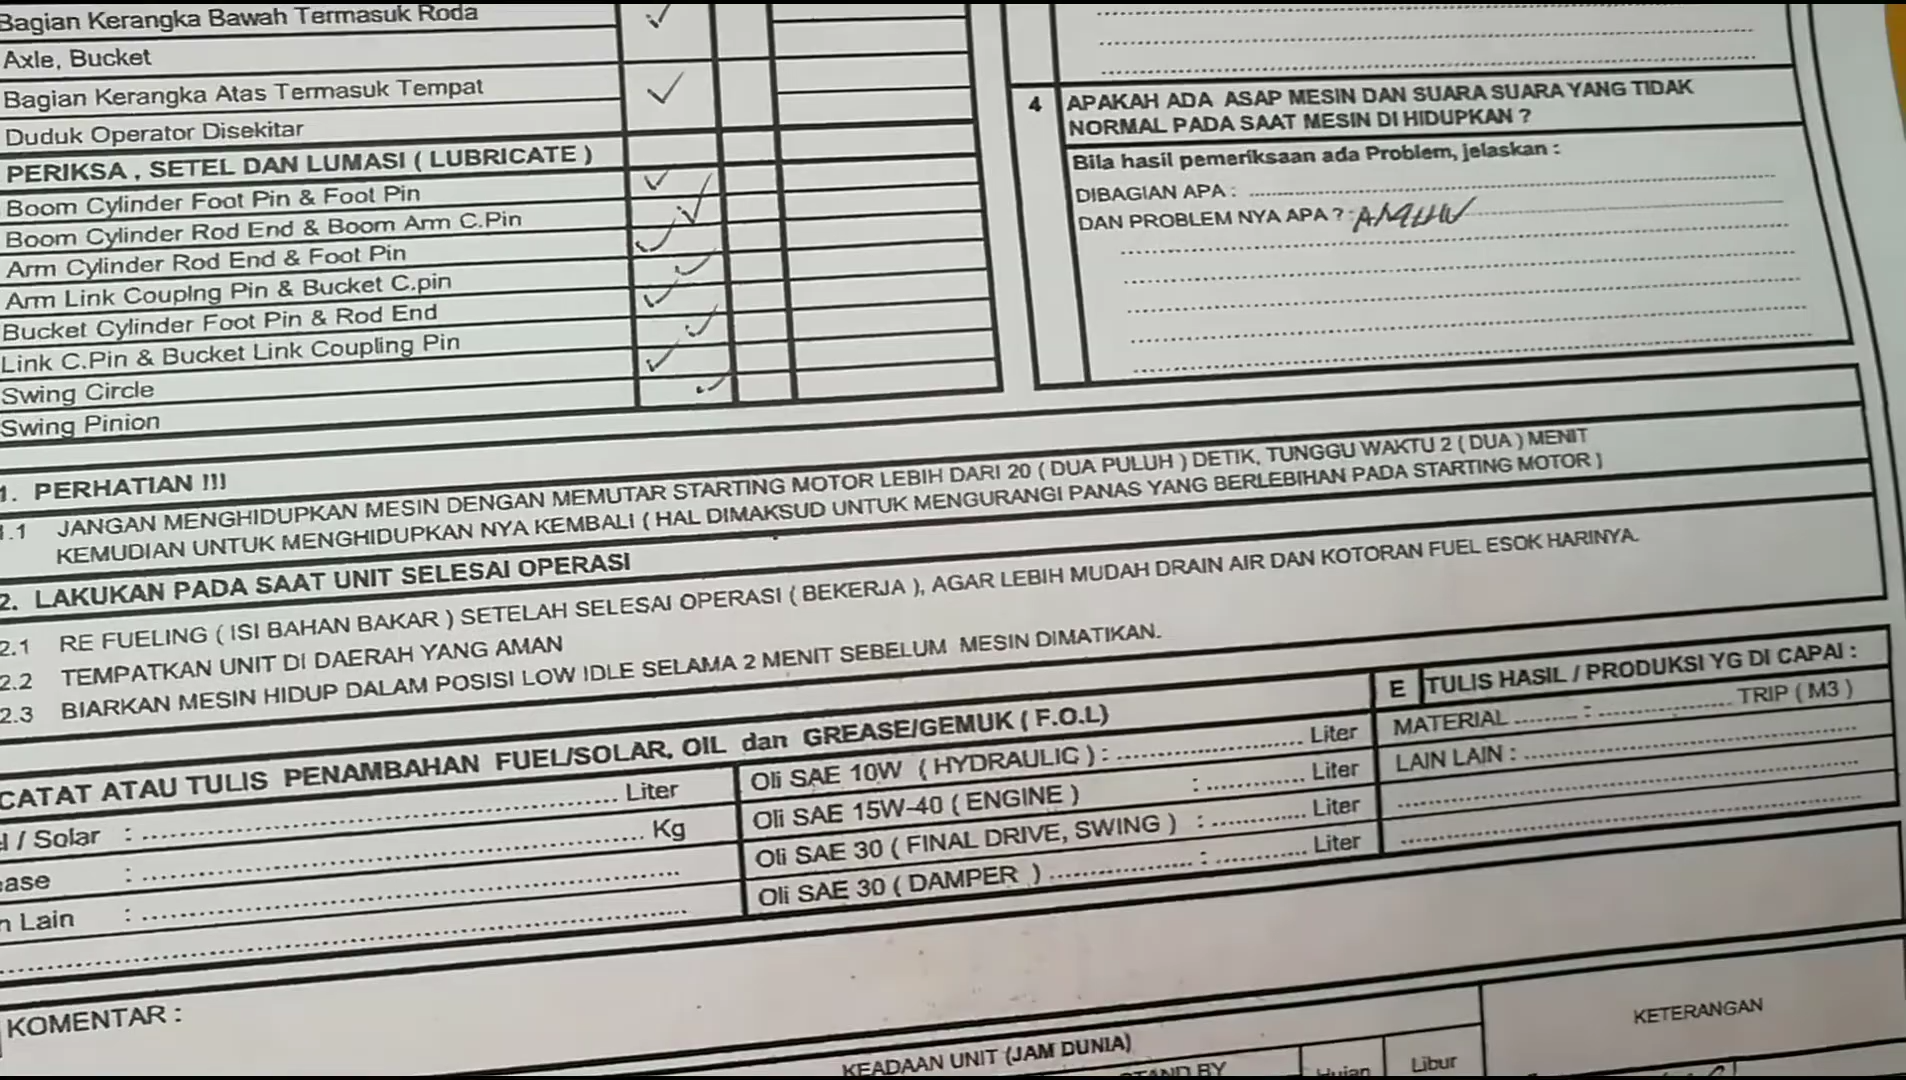 Bagian Kerangka Bawah Termasuk Roda
Axle, Bucket
Bagian Kerangka Atas Termasuk Tempat
Duduk Operator Disekitar
PERIKSA , SETEL DAN LUMASI ( LUBRICATE )
Boom Cylinder Foot Pin & Foot Pin
Boom Cylinder Rod End & Boom Arm C.Pin
Arm Cylinder Rod End & Foot Pin
Arm Link Couplng Pin & Bucket C.pin
Bucket Cylinder Foot Pin & Rod End
Link C.Pin & Bucket Link Coupling Pin
Swing Circle
Swing Pinion
4 APAKAH ADA ASAP MESIN DAN SUARA SUARA YANG TIDAK
NORMAL PADA SAAT MESIN DI HIDUPKAN ?
Bila hasil pemeriksaan ada Problem, jelaskan :
DIBAGIAN APA :
DAN PROBLEM NYA APA ? :
1. PERHATIAN !!!
1.1 JANGAN MENGHIDUPKAN MESIN DENGAN MEMUTAR STARTING MOTOR LEBIH DARI 20 ( DUA PULUH ) DETIK, TUNGGU WAKTU 2 ( DUA ) MENIT
KEMUDIAN UNTUK MENGHIDUPKAN NYA KEMBALI ( HAL DIMAKSUD UNTUK MENGURANGI PANAS YANG BERLEBIHAN PADA STARTING MOTOR )
2. LAKUKAN PADA SAAT UNIT SELESAI OPERASI
2.1 RE FUELING ( ISI BAHAN BAKAR ) SETELAH SELESAI OPERASI ( BEKERJA ), AGAR LEBIH MUDAH DRAIN AIR DAN KOTORAN FUEL ESOK HARINYA.
2.2 TEMPATKAN UNIT DI DAERAH YANG AMAN
2.3 BIARKAN MESIN HIDUP DALAM POSISI LOW IDLE SELAMA 2 MENIT SEBELUM MESIN DIMATIKAN.
CATAT ATAU TULIS PENAMBAHAN FUEL/SOLAR, OIL dan GREASE/GEMUK ( F.O.L)
/ Solar : Liter
: Kg
Lain :
Oli SAE 10W ( HYDRAULIC ) : Liter
Oli SAE 15W-40 ( ENGINE ) : Liter
Oli SAE 30 ( FINAL DRIVE, SWING ) : Liter
Oli SAE 30 ( DAMPER ) : Liter
E TULIS HASIL / PRODUKSI YG DI CAPAI :
MATERIAL : TRIP ( M3 )
LAIN LAIN :
KOMENTAR :
KEADAAN UNIT (JAM DUNIA)
KETERANGAN
STAND BY
Hujan
Libur